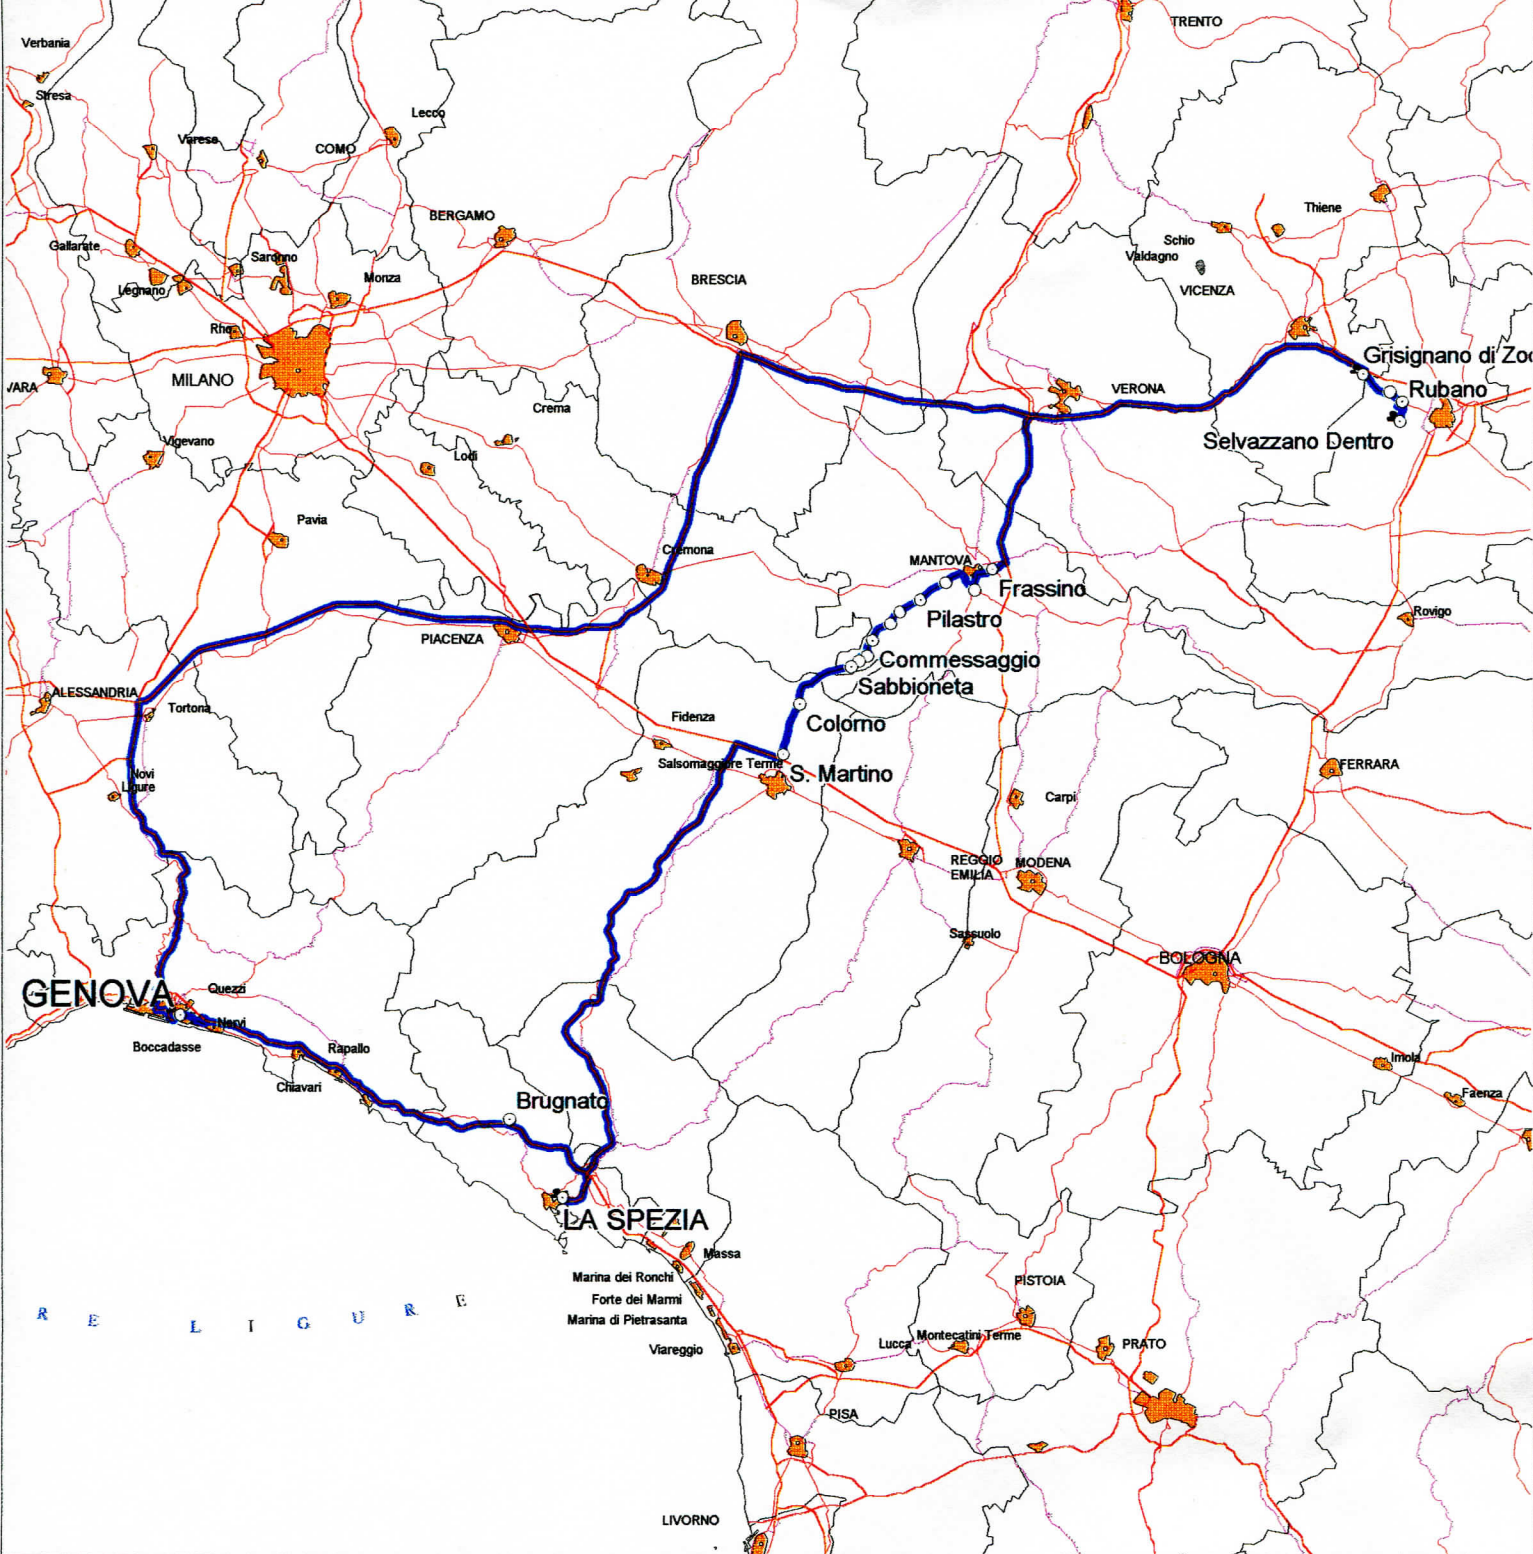 TRENTO
Verbania
Stresa
Lecco
Varese
COMO
BERGAMO
Thiene
Gallarate
Saronno
Schio
Valdagno
Legnano
Monza
BRESCIA
VICENZA
Rho
Grisignano di Zoc
VARA
MILANO
VERONA
Rubano
Crema
Selvazzano Dentro
Vigevano
Lodi
Pavia
Cremona
MANTOVA
Frassino
Rovigo
Pilastro
PIACENZA
Commessaggio
Sabbioneta
ALESSANDRIA
Tortona
Fidenza
Colorno
Salsomaggiore Terme
S. Martino
FERRARA
Novi
Ligure
Carpi
REGGIO
EMILIA
MODENA
Sassuolo
BOLOGNA
GENOVA
Quezzi
Nervi
Boccadasse
Rapallo
Imola
Chiavari
Brugnato
Faenza
LA SPEZIA
Massa
Marina dei Ronchi
PISTOIA
Forte dei Marmi
R E L I G U R E
Marina di Pietrasanta
Viareggio
Lucca
Montecatini Terme
PRATO
PISA
LIVORNO